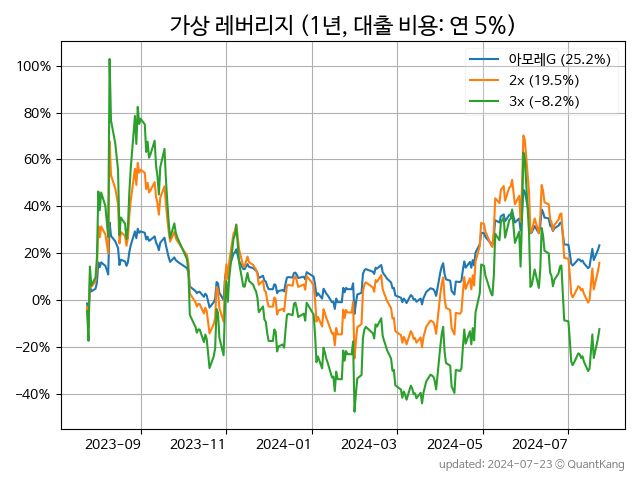 가상 레버리지 (1년, 대출 비용: 연 5%)
아모레G (25.2%)
2x (19.5%)
3x (−8.2%)
100%
80%
60%
40%
20%
0%
−20%
−40%
2023-09
2023-11
2024-01
2024-03
2024-05
2024-07
updated: 2024-07-23 © QuantKang